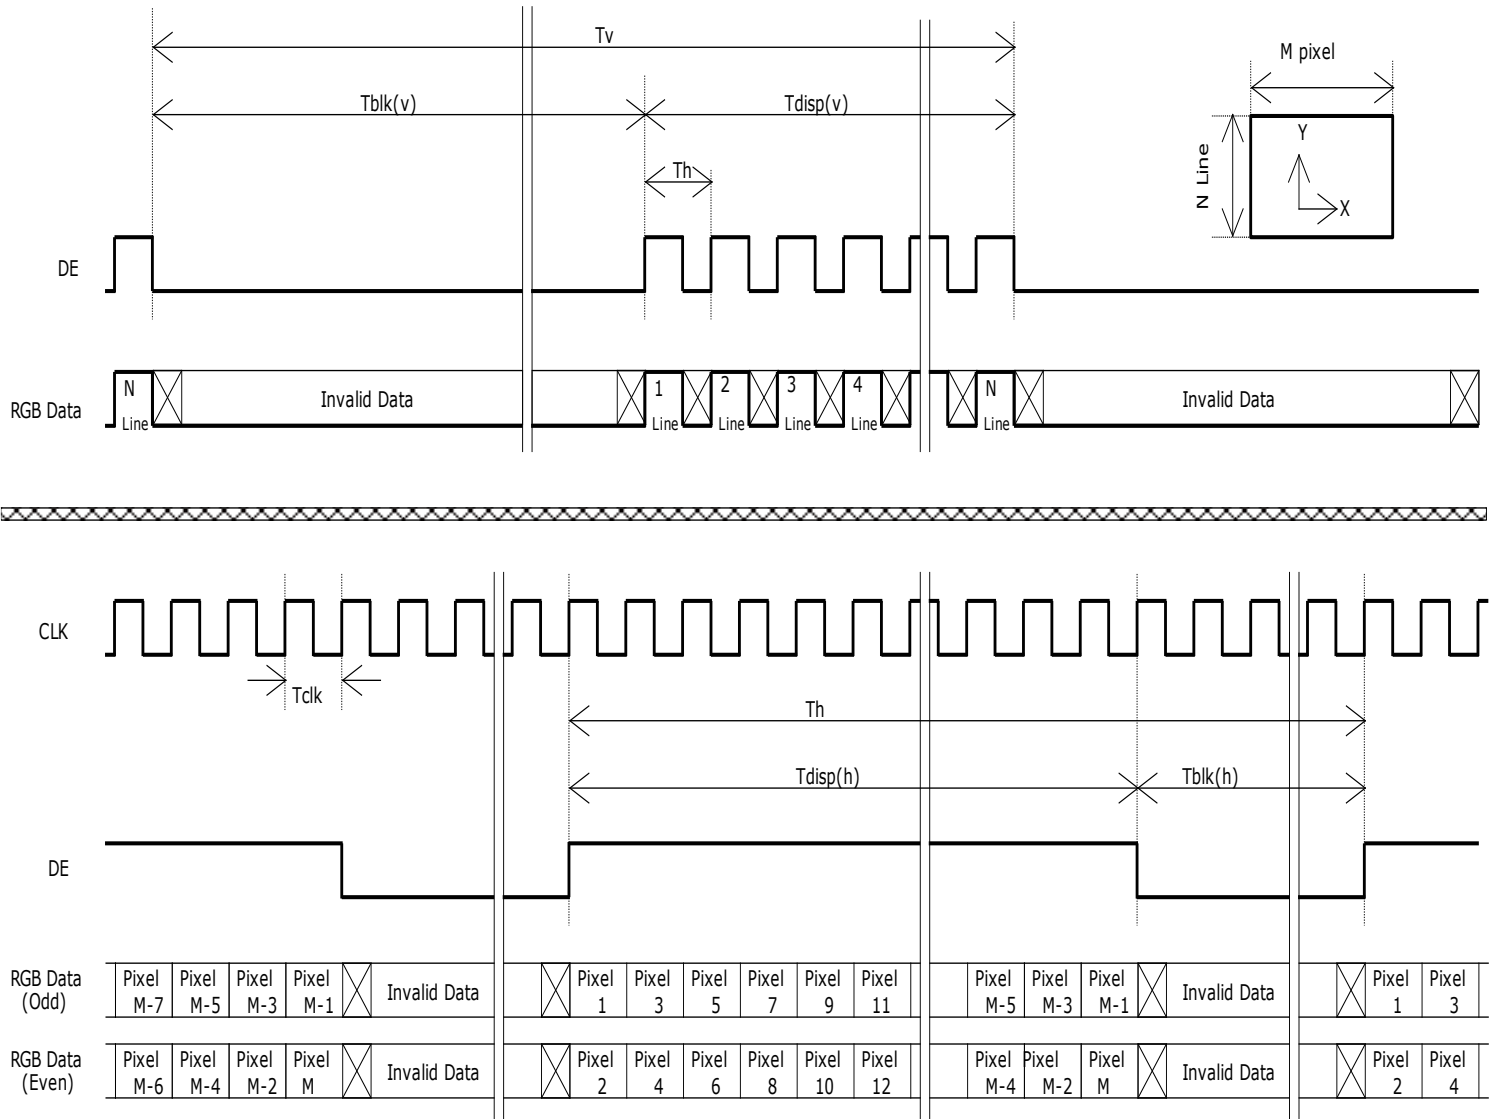 Tv
M pixel
Tblk(v)
Tdisp(v)
Y
N Line
Th
X
DE
RGB Data
N
Line
Invalid Data
1
Line
2
Line
3
Line
4
Line
N
Line
Invalid Data
CLK
Tclk
Th
Tdisp(h)
Tblk(h)
DE
RGB Data
(Odd)
Pixel Pixel Pixel Pixel
M-7 M-5 M-3 M-1
Invalid Data
Pixel Pixel Pixel Pixel Pixel Pixel
1 3 5 7 9 11
Pixel Pixel Pixel
M-5 M-3 M-1
Invalid Data
Pixel Pixel
1 3
RGB Data
(Even)
Pixel Pixel Pixel Pixel
M-6 M-4 M-2 M
Invalid Data
Pixel Pixel Pixel Pixel Pixel Pixel
2 4 6 8 10 12
Pixel Pixel Pixel
M-4 M-2 M
Invalid Data
Pixel Pixel
2 4